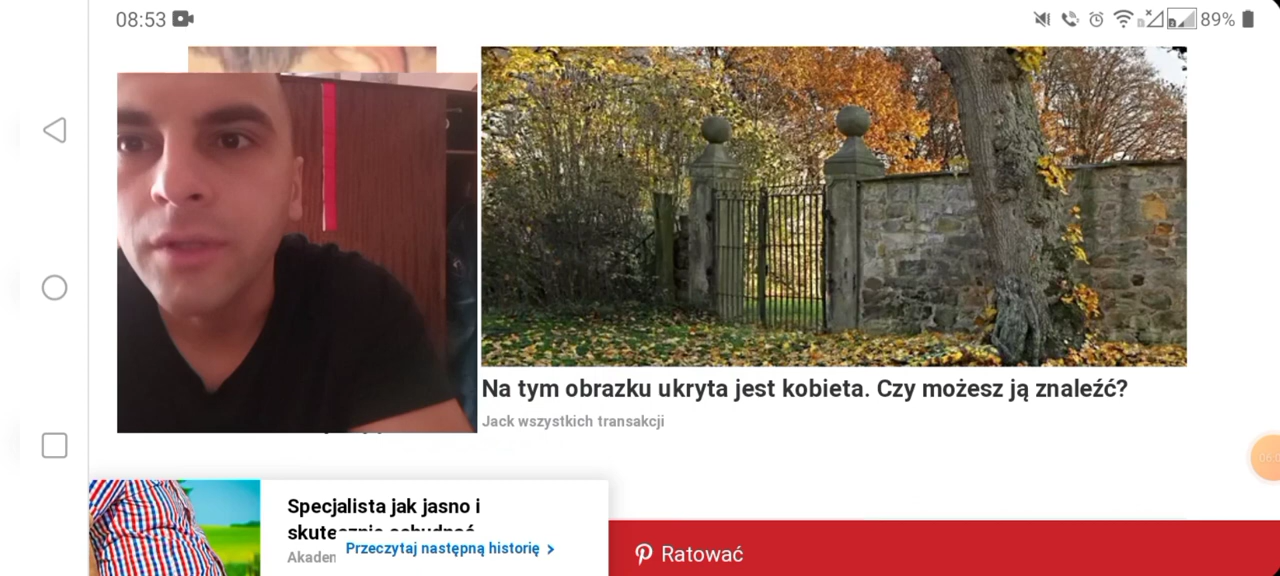 08:53
89%
Na tym obrazku ukryta jest kobieta. Czy możesz ją znaleźć?
Jack wszystkich transakcji
Specjalista jak jasno i
Przeczytaj następną historię
Ratować